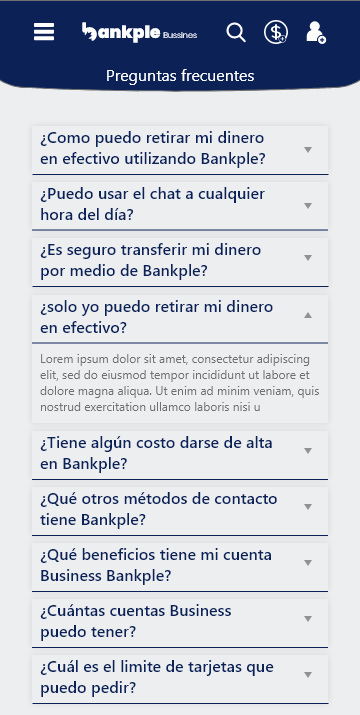 Bankple Bussines
Preguntas frecuentes
¿Como puedo retirar mi dinero
en efectivo utilizando Bankple?
¿Puedo usar el chat a cualquier
hora del día?
¿Es seguro transferir mi dinero
por medio de Bankple?
¿solo yo puedo retirar mi dinero
en efectivo?
Lorem ipsum dolor sit amet, consectetur adipiscing
elit, sed do eiusmod tempor incididunt ut labore et
dolore magna aliqua. Ut enim ad minim veniam, quis
nostrud exercitation ullamco laboris nisi u
¿Tiene algún costo darse de alta
en Bankple?
¿Qué otros métodos de contacto
tiene Bankple?
¿Qué beneficios tiene mi cuenta
Business Bankple?
¿Cuántas cuentas Business
puedo tener?
¿Cuál es el limite de tarjetas que
puedo pedir?